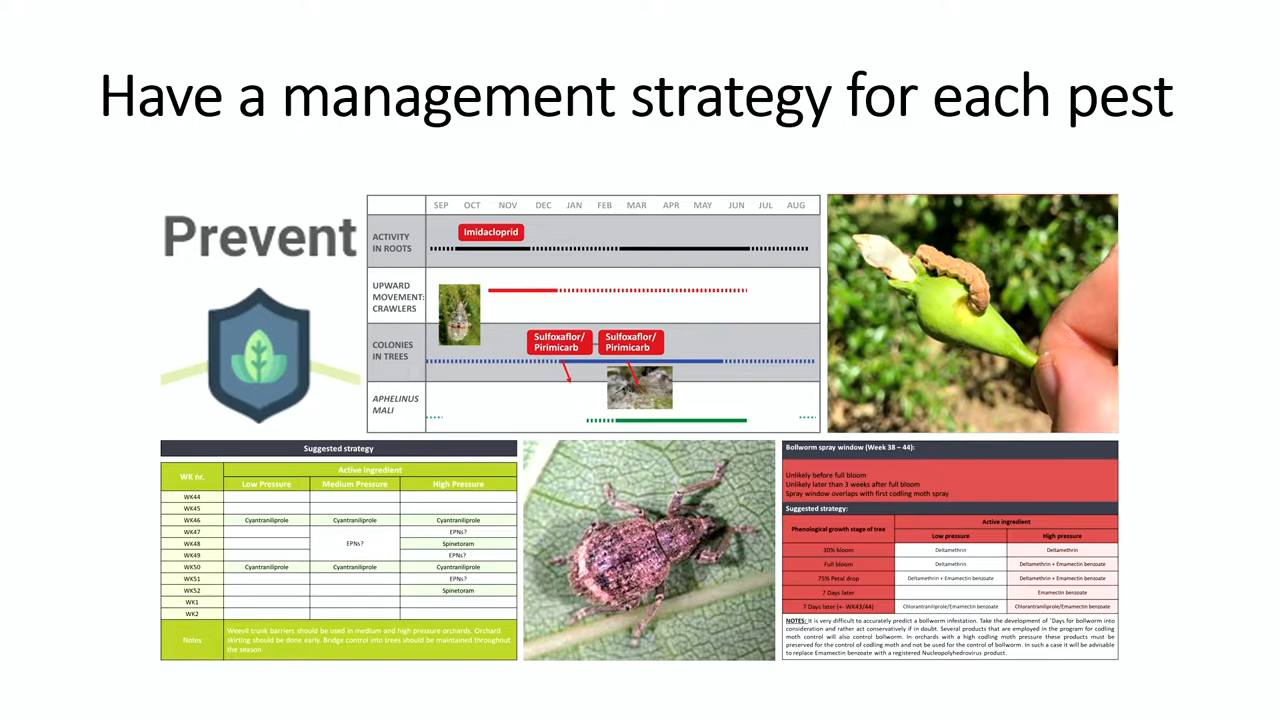 Have a management strategy for each pest
Prevent
SEP OCT NOV DEC JAN FEB MAR APR MAY JUN JUL AUG
ACTIVITY
IN ROOTS
Imidacloprid
UPWARD
MOVEMENT:
CRAWLERS
COLONIES
IN TREES
Sulfoxaflor/
Pirimicarb
Sulfoxaflor/
Pirimicarb
APHELINUS
MALI
Suggested strategy
WK nr.
Active Ingredient
Low Pressure Medium Pressure High Pressure
WK44
WK45
WK46 Cyantraniliprole Cyantraniliprole Cyantraniliprole
WK47 EPNs?
WK48 EPNs? Spinetoram
WK49 EPNs?
WK50 Cyantraniliprole Cyantraniliprole Cyantraniliprole
WK51 EPNs?
WK52 Spinetoram
WK1
WK2
Notes
Weevil trunk barriers should be used in medium and high pressure orchards. Orchard
skirting should be done early. Bridge control into trees should be maintained throughout
the season
Bollworm spray window (Week 38 – 44):
Unlikely before full bloom
Unlikely later than 3 weeks after full bloom
Spray window overlaps with first codling moth spray
Suggested strategy:
Phenological growth stage of tree
Active ingredient
Low pressure High pressure
30% bloom Deltamethrin Deltamethrin
Full bloom Deltamethrin Deltamethrin + Emamectin benzoate
75% Petal drop Deltamethrin + Emamectin benzoate Deltamethrin + Emamectin benzoate
7 Days later Emamectin benzoate
7 Days later (+- WK43/44) Chlorantraniliprole/Emamectin benzoate Chlorantraniliprole/Emamectin benzoate
NOTES: It is very difficult to accurately predict a bollworm infestation. Take the development of °Days for bollworm into
consideration and rather act conservatively if in doubt. Several products that are employed in the program for codling
moth control will also control bollworm. In orchards with a high codling moth pressure these products must be
preserved for the control of codling moth and not be used for the control of bollworm. In such a case it will be advisable
to replace Emamectin benzoate with a registered Nucleopolyhedrovirus product.